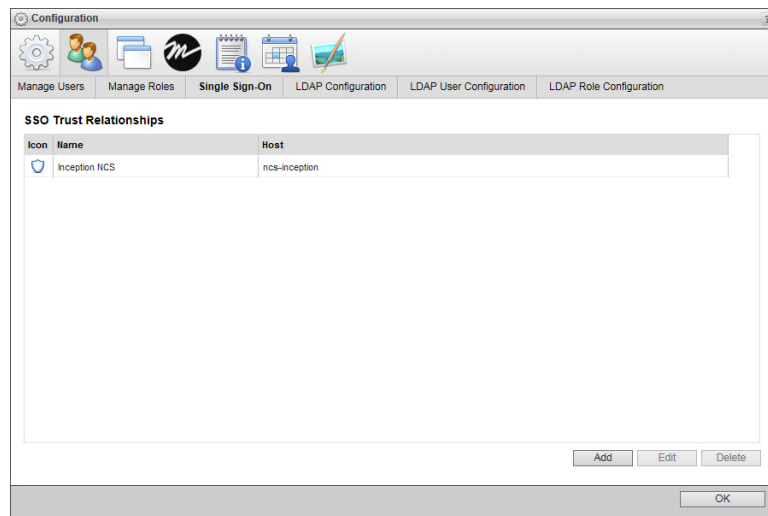 Configuration
Manage Users Manage Roles Single Sign-On LDAP Configuration LDAP User Configuration LDAP Role Configuration
SSO Trust Relationships
Icon Name Host
Inception NCS ncs-inception
Add Edit Delete
OK